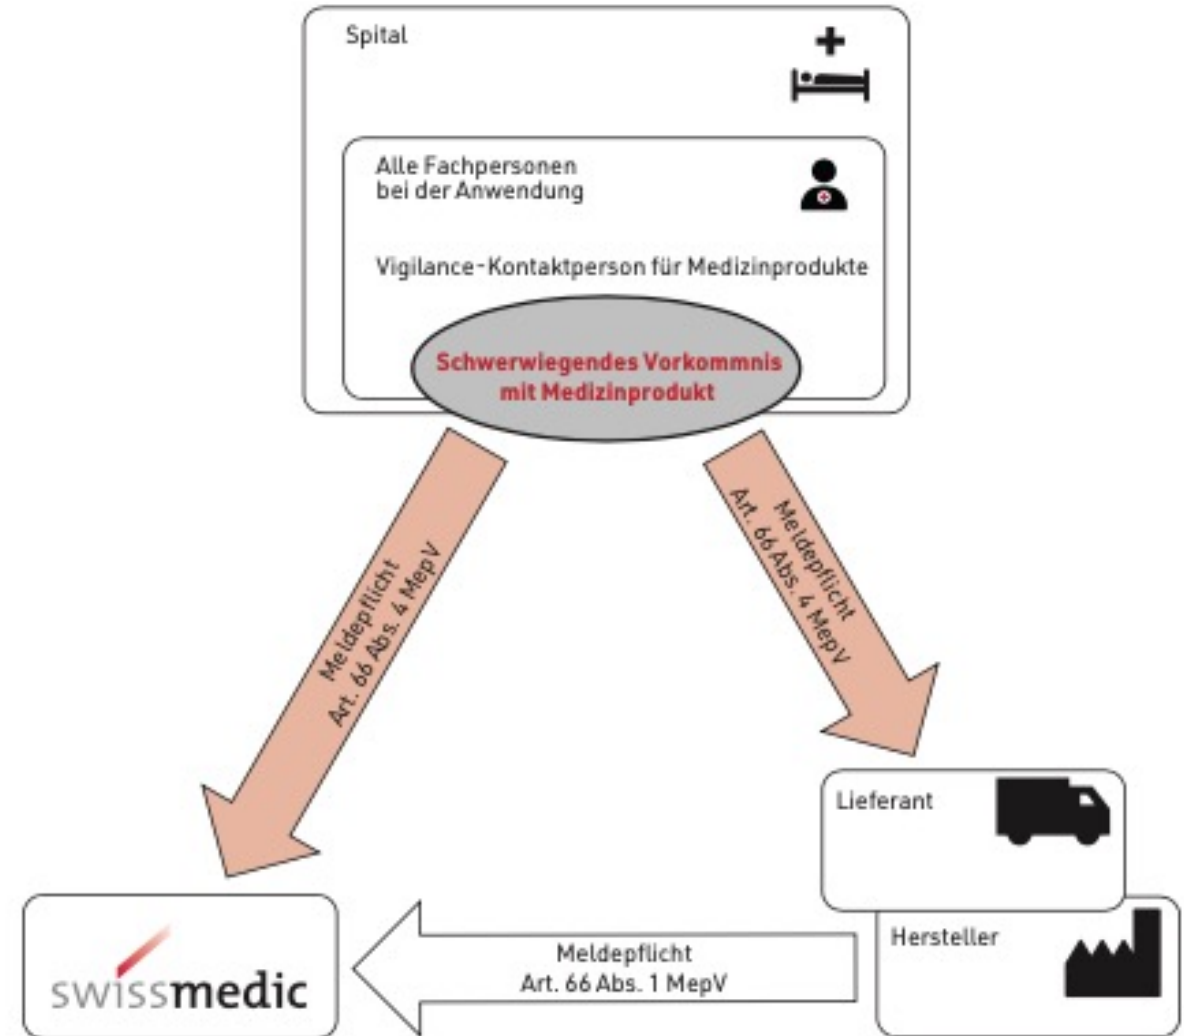 Spital
Alle Fachpersonen
bei der Anwendung
Vigilance-Kontaktperson für Medizinprodukte
Schwerwiegendes Vorkommnis
mit Medizinprodukt
Meldepflicht
Art. 66 Abs. 4 MepV
Meldepflicht
Art. 66 Abs. 4 MepV
Lieferant
Hersteller
Meldepflicht
Art. 66 Abs. 1 MepV
swissmedic